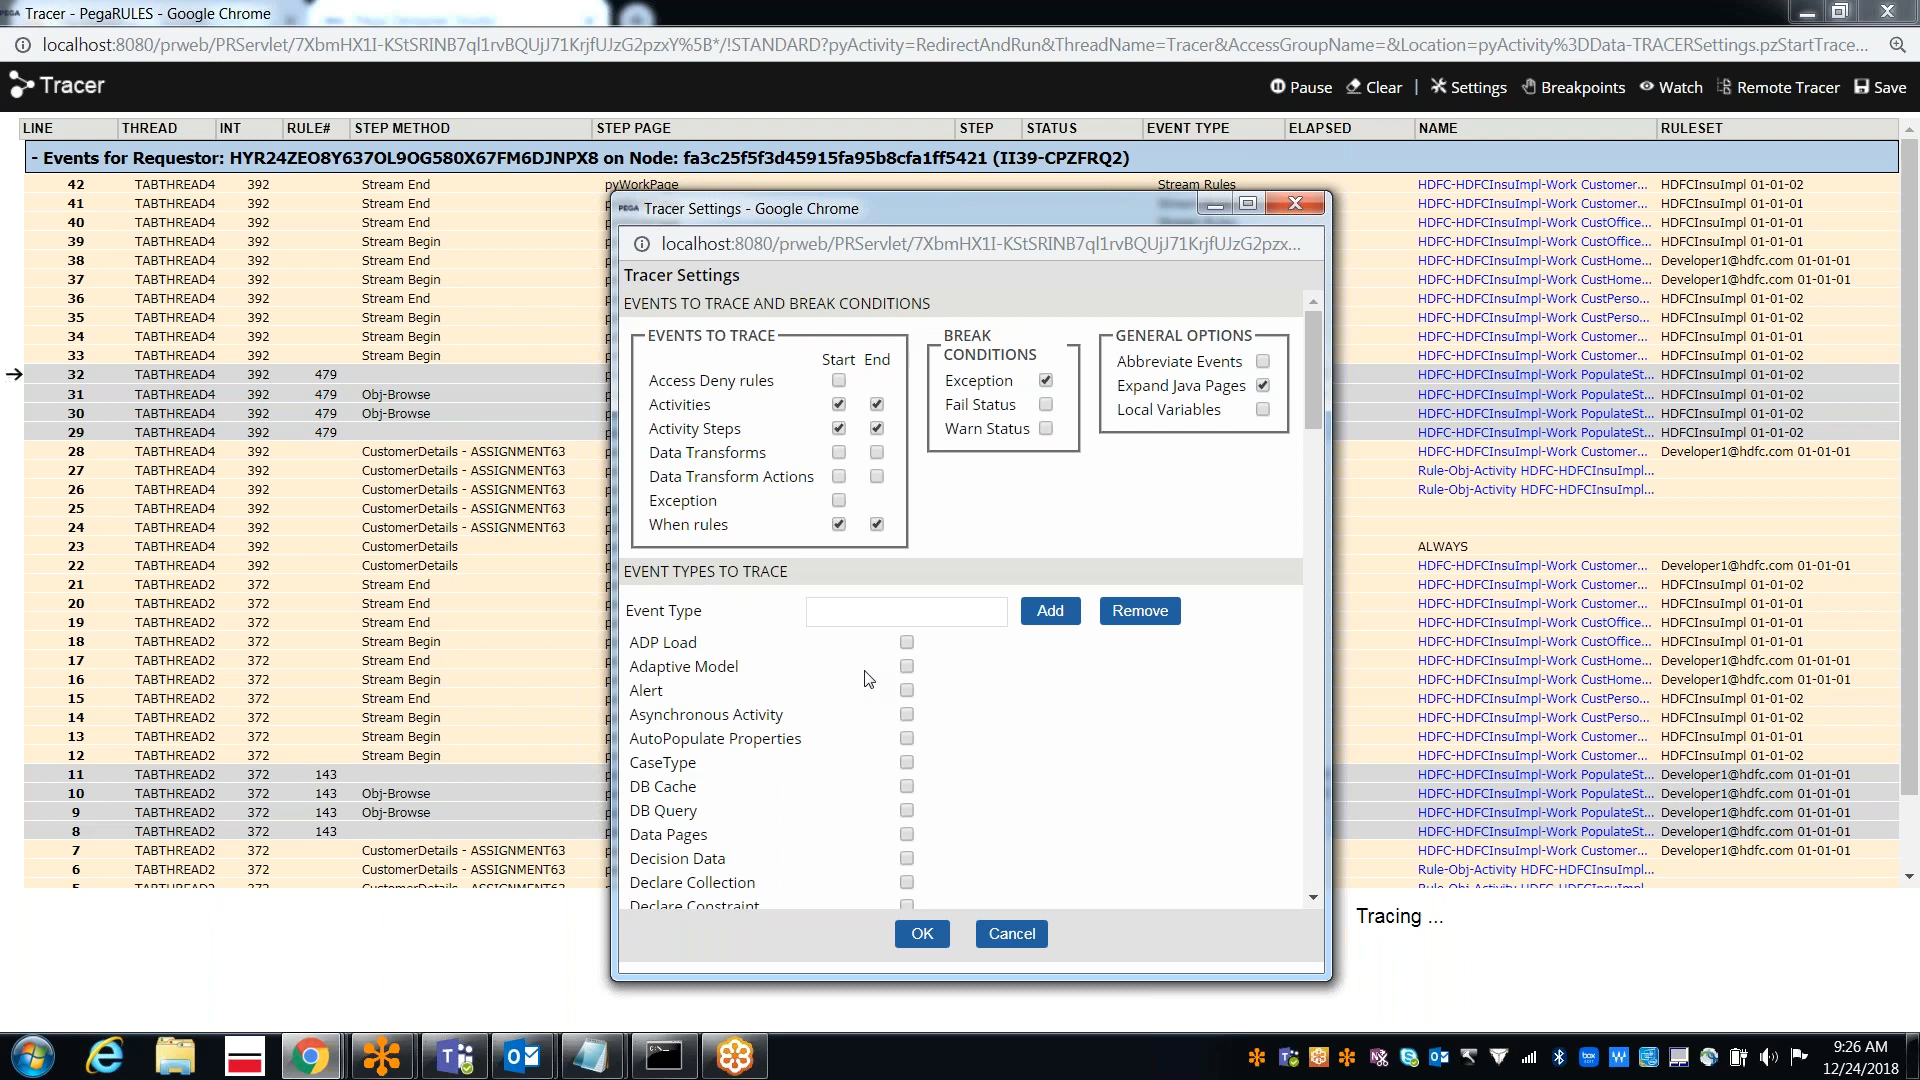 Tracer - PegaRULES - Google Chrome
localhost:8080/prweb/PRServlet/7XbmHX1I-KStSRINB7ql1rvBQUjJ71KrjfUJzG2pzxY%5B*/!STANDARD?pyActivity=RedirectAndRun&ThreadName=Tracer&AccessGroupName=&Location=pyActivity%3DData-TRACERSettings.pzStartTrace...
Tracer
Pause Clear | Settings Breakpoints Watch Remote Tracer Save
LINE THREAD INT RULE# STEP METHOD STEP PAGE STEP STATUS EVENT TYPE ELAPSED NAME RULESET
- Events for Requestor: HYR24ZEO8Y637OL9OG580X67FM6DJNPX8 on Node: fa3c25f5f3d45915fa95b8cfa1ff5421 (II39-CPZFRQ2)
42 TABTHREAD4 392 Stream End pyWorkPage Stream Rules HDFC-HDFCInsuImpl-Work Customer... HDFCInsuImpl 01-01-02
41 TABTHREAD4 392 Stream End HDFC-HDFCInsuImpl-Work Customer... HDFCInsuImpl 01-01-01
40 TABTHREAD4 392 Stream End HDFC-HDFCInsuImpl-Work CustOffice... HDFCInsuImpl 01-01-01
39 TABTHREAD4 392 Stream Begin HDFC-HDFCInsuImpl-Work CustOffice... HDFCInsuImpl 01-01-01
38 TABTHREAD4 392 Stream End HDFC-HDFCInsuImpl-Work CustHome... Developer1@hdfc.com 01-01-01
37 TABTHREAD4 392 Stream Begin HDFC-HDFCInsuImpl-Work CustHome... Developer1@hdfc.com 01-01-01
36 TABTHREAD4 392 Stream End HDFC-HDFCInsuImpl-Work CustPerso... HDFCInsuImpl 01-01-02
35 TABTHREAD4 392 Stream Begin HDFC-HDFCInsuImpl-Work CustPerso... HDFCInsuImpl 01-01-02
34 TABTHREAD4 392 Stream Begin HDFC-HDFCInsuImpl-Work Customer... HDFCInsuImpl 01-01-01
33 TABTHREAD4 392 Stream Begin HDFC-HDFCInsuImpl-Work Customer... HDFCInsuImpl 01-01-02
32 TABTHREAD4 392 479 HDFC-HDFCInsuImpl-Work PopulateSt... HDFCInsuImpl 01-01-02
31 TABTHREAD4 392 479 Obj-Browse HDFC-HDFCInsuImpl-Work PopulateSt... HDFCInsuImpl 01-01-02
30 TABTHREAD4 392 479 Obj-Browse HDFC-HDFCInsuImpl-Work PopulateSt... HDFCInsuImpl 01-01-02
29 TABTHREAD4 392 479 HDFC-HDFCInsuImpl-Work PopulateSt... HDFCInsuImpl 01-01-02
28 TABTHREAD4 392 CustomerDetails - ASSIGNMENT63 HDFC-HDFCInsuImpl-Work Customer... Developer1@hdfc.com 01-01-01
27 TABTHREAD4 392 CustomerDetails - ASSIGNMENT63 Rule-Obj-Activity HDFC-HDFCInsuImpl...
26 TABTHREAD4 392 CustomerDetails - ASSIGNMENT63 Rule-Obj-Activity HDFC-HDFCInsuImpl...
25 TABTHREAD4 392 CustomerDetails - ASSIGNMENT63
24 TABTHREAD4 392 CustomerDetails - ASSIGNMENT63
23 TABTHREAD4 392 CustomerDetails ALWAYS
22 TABTHREAD4 392 CustomerDetails HDFC-HDFCInsuImpl-Work Customer... Developer1@hdfc.com 01-01-01
21 TABTHREAD2 372 Stream End HDFC-HDFCInsuImpl-Work Customer... HDFCInsuImpl 01-01-02
20 TABTHREAD2 372 Stream End HDFC-HDFCInsuImpl-Work Customer... HDFCInsuImpl 01-01-01
19 TABTHREAD2 372 Stream End HDFC-HDFCInsuImpl-Work CustOffice... HDFCInsuImpl 01-01-01
18 TABTHREAD2 372 Stream Begin HDFC-HDFCInsuImpl-Work CustOffice... HDFCInsuImpl 01-01-01
17 TABTHREAD2 372 Stream End HDFC-HDFCInsuImpl-Work CustHome... Developer1@hdfc.com 01-01-01
16 TABTHREAD2 372 Stream Begin HDFC-HDFCInsuImpl-Work CustHome... Developer1@hdfc.com 01-01-01
15 TABTHREAD2 372 Stream End HDFC-HDFCInsuImpl-Work CustPerso... HDFCInsuImpl 01-01-02
14 TABTHREAD2 372 Stream Begin HDFC-HDFCInsuImpl-Work CustPerso... HDFCInsuImpl 01-01-02
13 TABTHREAD2 372 Stream Begin HDFC-HDFCInsuImpl-Work Customer... HDFCInsuImpl 01-01-01
12 TABTHREAD2 372 Stream Begin HDFC-HDFCInsuImpl-Work Customer... HDFCInsuImpl 01-01-02
11 TABTHREAD2 372 143 HDFC-HDFCInsuImpl-Work PopulateSt... Developer1@hdfc.com 01-01-01
10 TABTHREAD2 372 143 Obj-Browse HDFC-HDFCInsuImpl-Work PopulateSt... Developer1@hdfc.com 01-01-01
9 TABTHREAD2 372 143 Obj-Browse HDFC-HDFCInsuImpl-Work PopulateSt... Developer1@hdfc.com 01-01-01
8 TABTHREAD2 372 143 HDFC-HDFCInsuImpl-Work PopulateSt... Developer1@hdfc.com 01-01-01
7 TABTHREAD2 372 CustomerDetails - ASSIGNMENT63 HDFC-HDFCInsuImpl-Work Customer... Developer1@hdfc.com 01-01-01
6 TABTHREAD2 372 CustomerDetails - ASSIGNMENT63 Rule-Obj-Activity HDFC-HDFCInsuImpl...
PEGA Tracer Settings - Google Chrome
localhost:8080/prweb/PRServlet/7XbmHX1I-KStSRINB7ql1rvBQUjJ71KrjfUJzG2pzx...
Tracer Settings
EVENTS TO TRACE AND BREAK CONDITIONS
EVENTS TO TRACE
Start End
Access Deny rules
Activities
Activity Steps
Data Transforms
Data Transform Actions
Exception
When rules
BREAK
CONDITIONS
Exception
Fail Status
Warn Status
GENERAL OPTIONS
Abbreviate Events
Expand Java Pages
Local Variables
EVENT TYPES TO TRACE
Event Type Add Remove
ADP Load
Adaptive Model
Alert
Asynchronous Activity
AutoPopulate Properties
CaseType
DB Cache
DB Query
Data Pages
Decision Data
Declare Collection
Declare Constraint
OK Cancel
Tracing ...
9:26 AM
12/24/2018